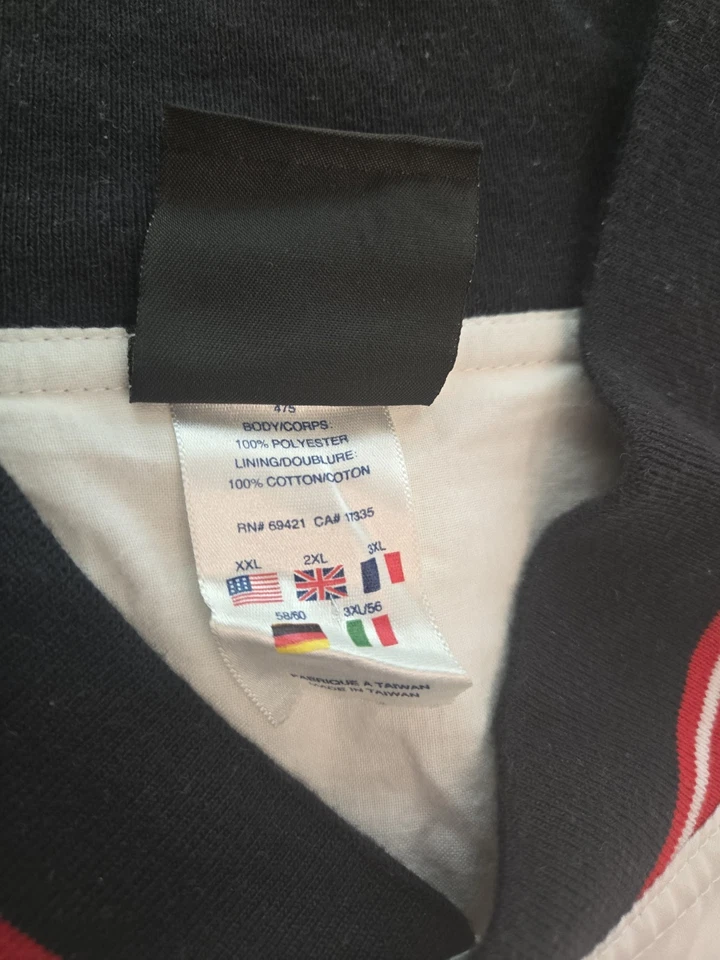 475
BODY/CORPS:
100% POLYESTER
LINING/DOUBLURE:
100% COTTON/COTON
RN# 69421 CA# 17335
XXL 2XL 3XL
58/60 3XL/56
FABRIQUE A TAIWAN
MADE IN TAIWAN